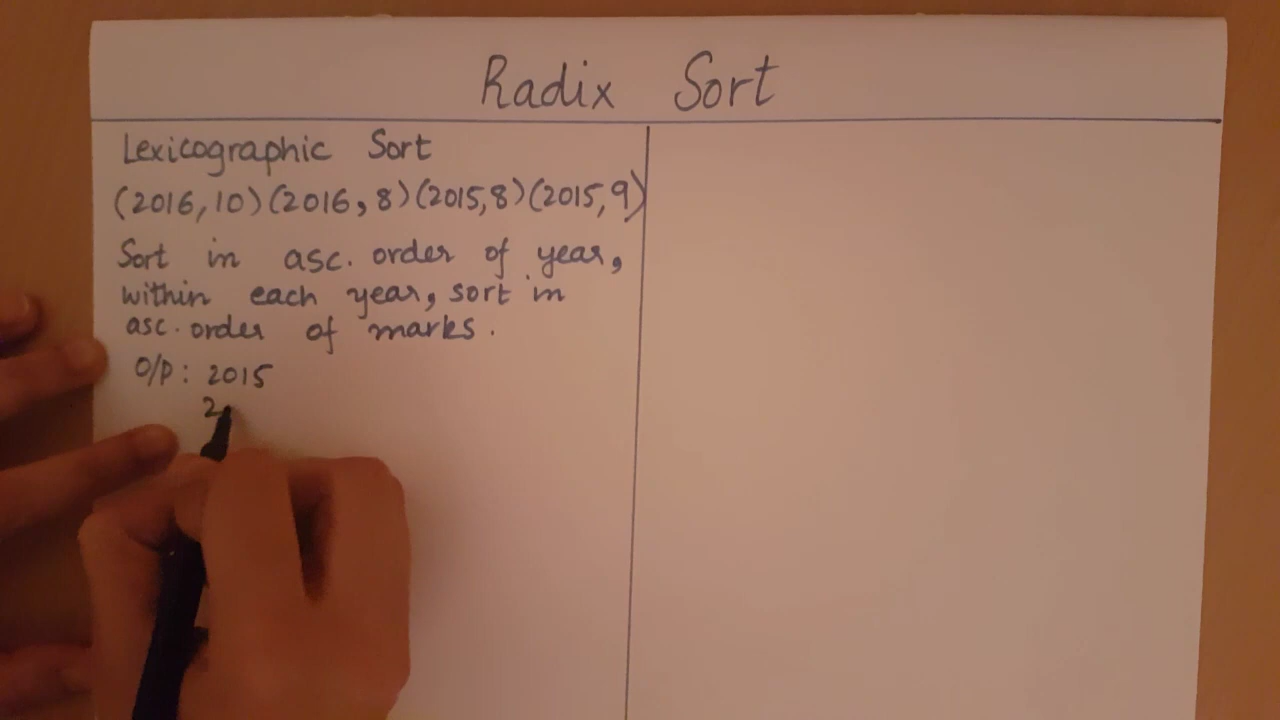 Radix Sort
Lexicographic Sort
(2016,10)(2016,8)(2015,8)(2015,9)
Sort in asc. order of year,
within each year, sort in
asc. order of marks.
O/P: 2015
2